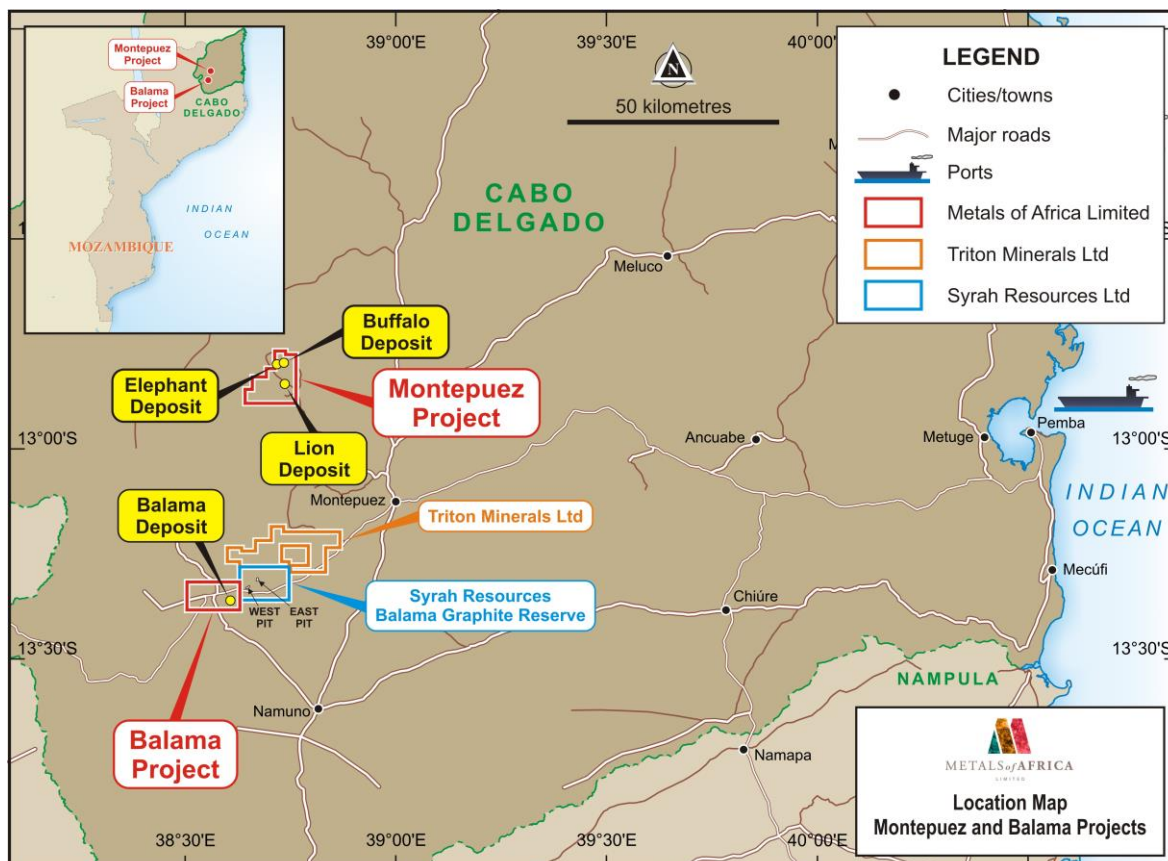 39°00'E
39°30'E
40°00
Montepuez
Project
Balama
Project
CABO
DELGADO
INDIAN
OCEAN
MOZAMBIQUE
N
50 kilometres
LEGEND
Cities/towns
Major roads
Ports
Metals of Africa Limited
Triton Minerals Ltd
Syrah Resources Ltd
CABO
DELGADO
Meluco
Buffalo
Deposit
Elephant
Deposit
Montepuez
Project
Lion
Deposit
13°00'S
13°00'S
Ancuabe
Metuge
Pemba
Balama
Deposit
Montepuez
Triton Minerals Ltd
INDIAN
OCEAN
Mecúfi
WEST
PIT
EAST
PIT
Syrah Resources
Balama Graphite Reserve
Chiúre
13°30'S
13°30'S
NAMPULA
Namuno
Balama
Project
Namapa
METALS of AFRICA
LIMITED
Location Map
Montepuez and Balama Projects
38°30'E
39°00'E
39°30'E
40°00'E